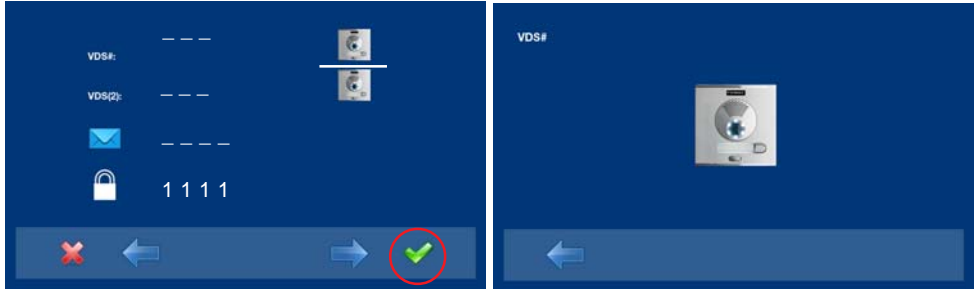 VDS#: _ _ _
VDS(2): _ _ _
_ _ _ _
1 1 1 1
VDS#